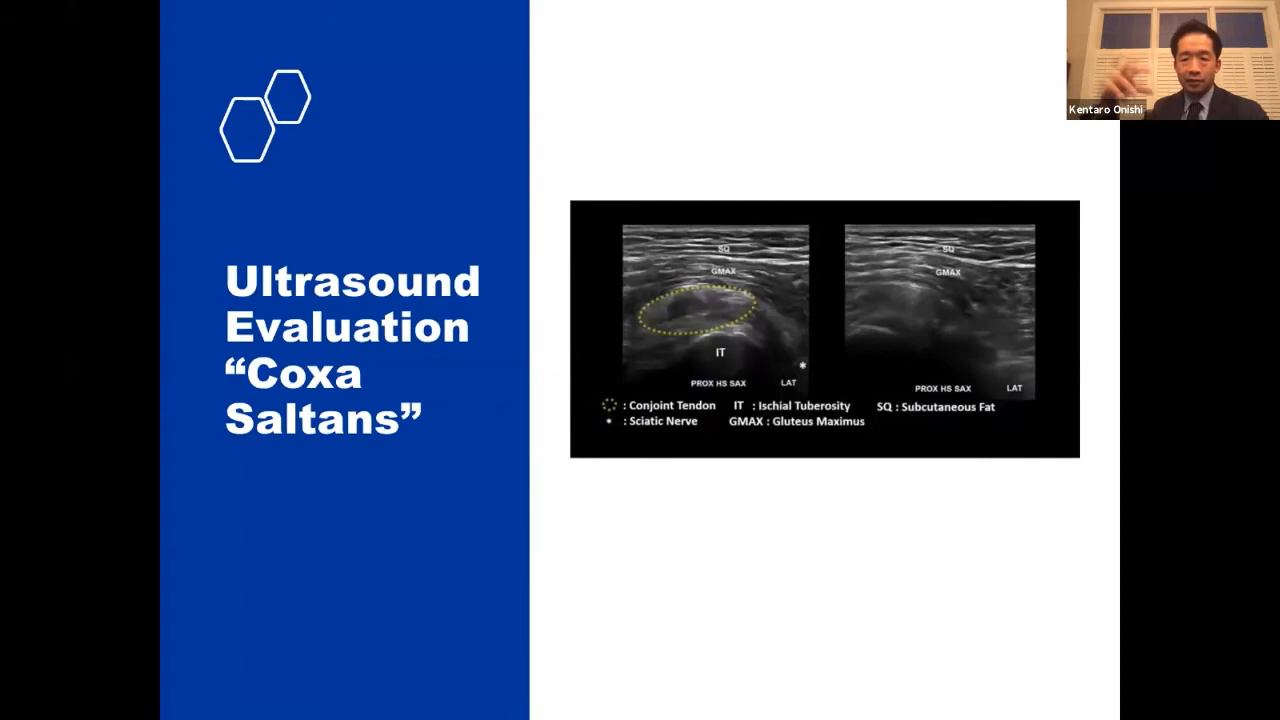 Kentaro Onishi
Ultrasound
Evaluation
“Coxa
Saltans”
SQ
GMAX
IT
*
PROX HS SAX LAT
SQ
GMAX
PROX HS SAX LAT
: Conjoint Tendon IT : Ischial Tuberosity SQ : Subcutaneous Fat
* : Sciatic Nerve GMAX : Gluteus Maximus